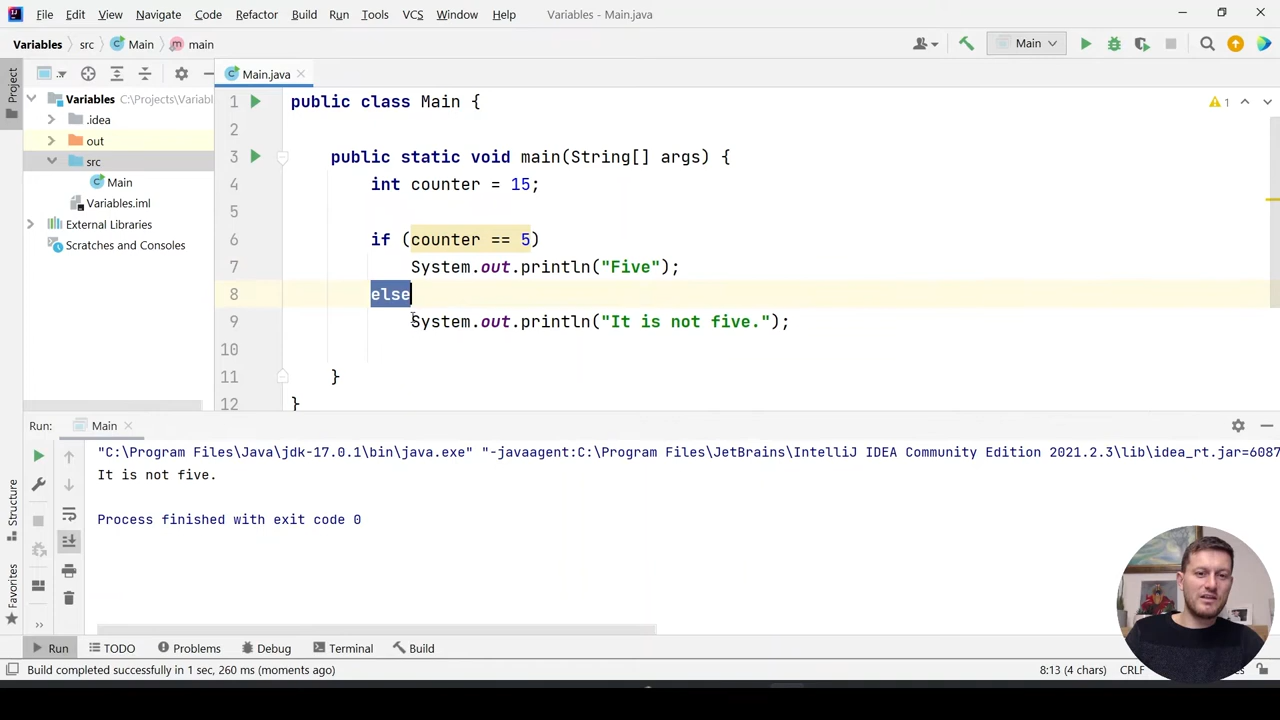 File Edit View Navigate Code Refactor Build Run Tools VCS Window Help Variables - Main.java
Variables src Main main Main
Project
Main.java
Variables C:\Projects\Variabl
.idea
out
src
Main
Variables.iml
External Libraries
Scratches and Consoles
1 public class Main {
1
2
3 public static void main(String[] args) {
4 int counter = 15;
5
6 if (counter == 5)
7 System.out.println("Five");
8 else
9 System.out.println("It is not five.");
10
11 }
12 }
Run: Main
"C:\Program Files\Java\jdk-17.0.1\bin\java.exe" "-javaagent:C:\Program Files\JetBrains\IntelliJ IDEA Community Edition 2021.2.3\lib\idea_rt.jar=6087
It is not five.
Process finished with exit code 0
Structure
Favorites
Run TODO Problems Debug Terminal Build
Build completed successfully in 1 sec, 260 ms (moments ago) 8:13 (4 chars) CRLF